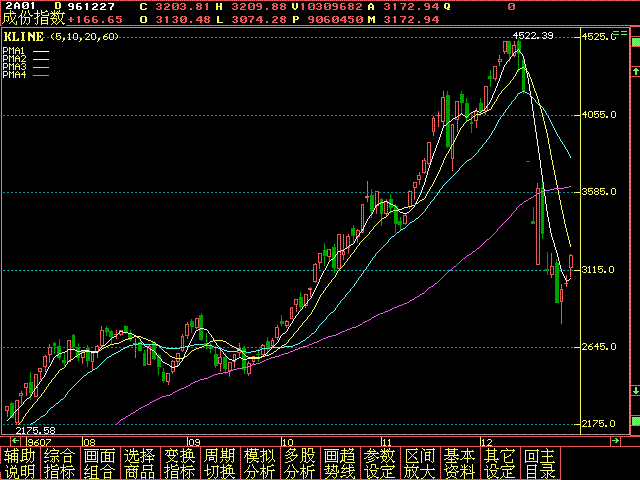 2A01 D 961227 C 3203.81 H 3209.88 V10309682 A 3172.94 Q 0
成份指数 +166.65 O 3130.48 L 3074.28 P 9060450 M 3172.94
KLINE (5,10,20,60)
PMA1
PMA2
PMA3
PMA4
4522.39
4525.0
4055.0
3585.0
3115.0
2645.0
2175.0
2175.58
9607 08 09 10 11 12
辅助 综合 画面 选择 变换 周期 模拟 多股 画趋 参数 区间 基本 其它 回主
说明 指标 组合 商品 指标 切换 分析 分析 势线 设定 放大 资料 设定 目录